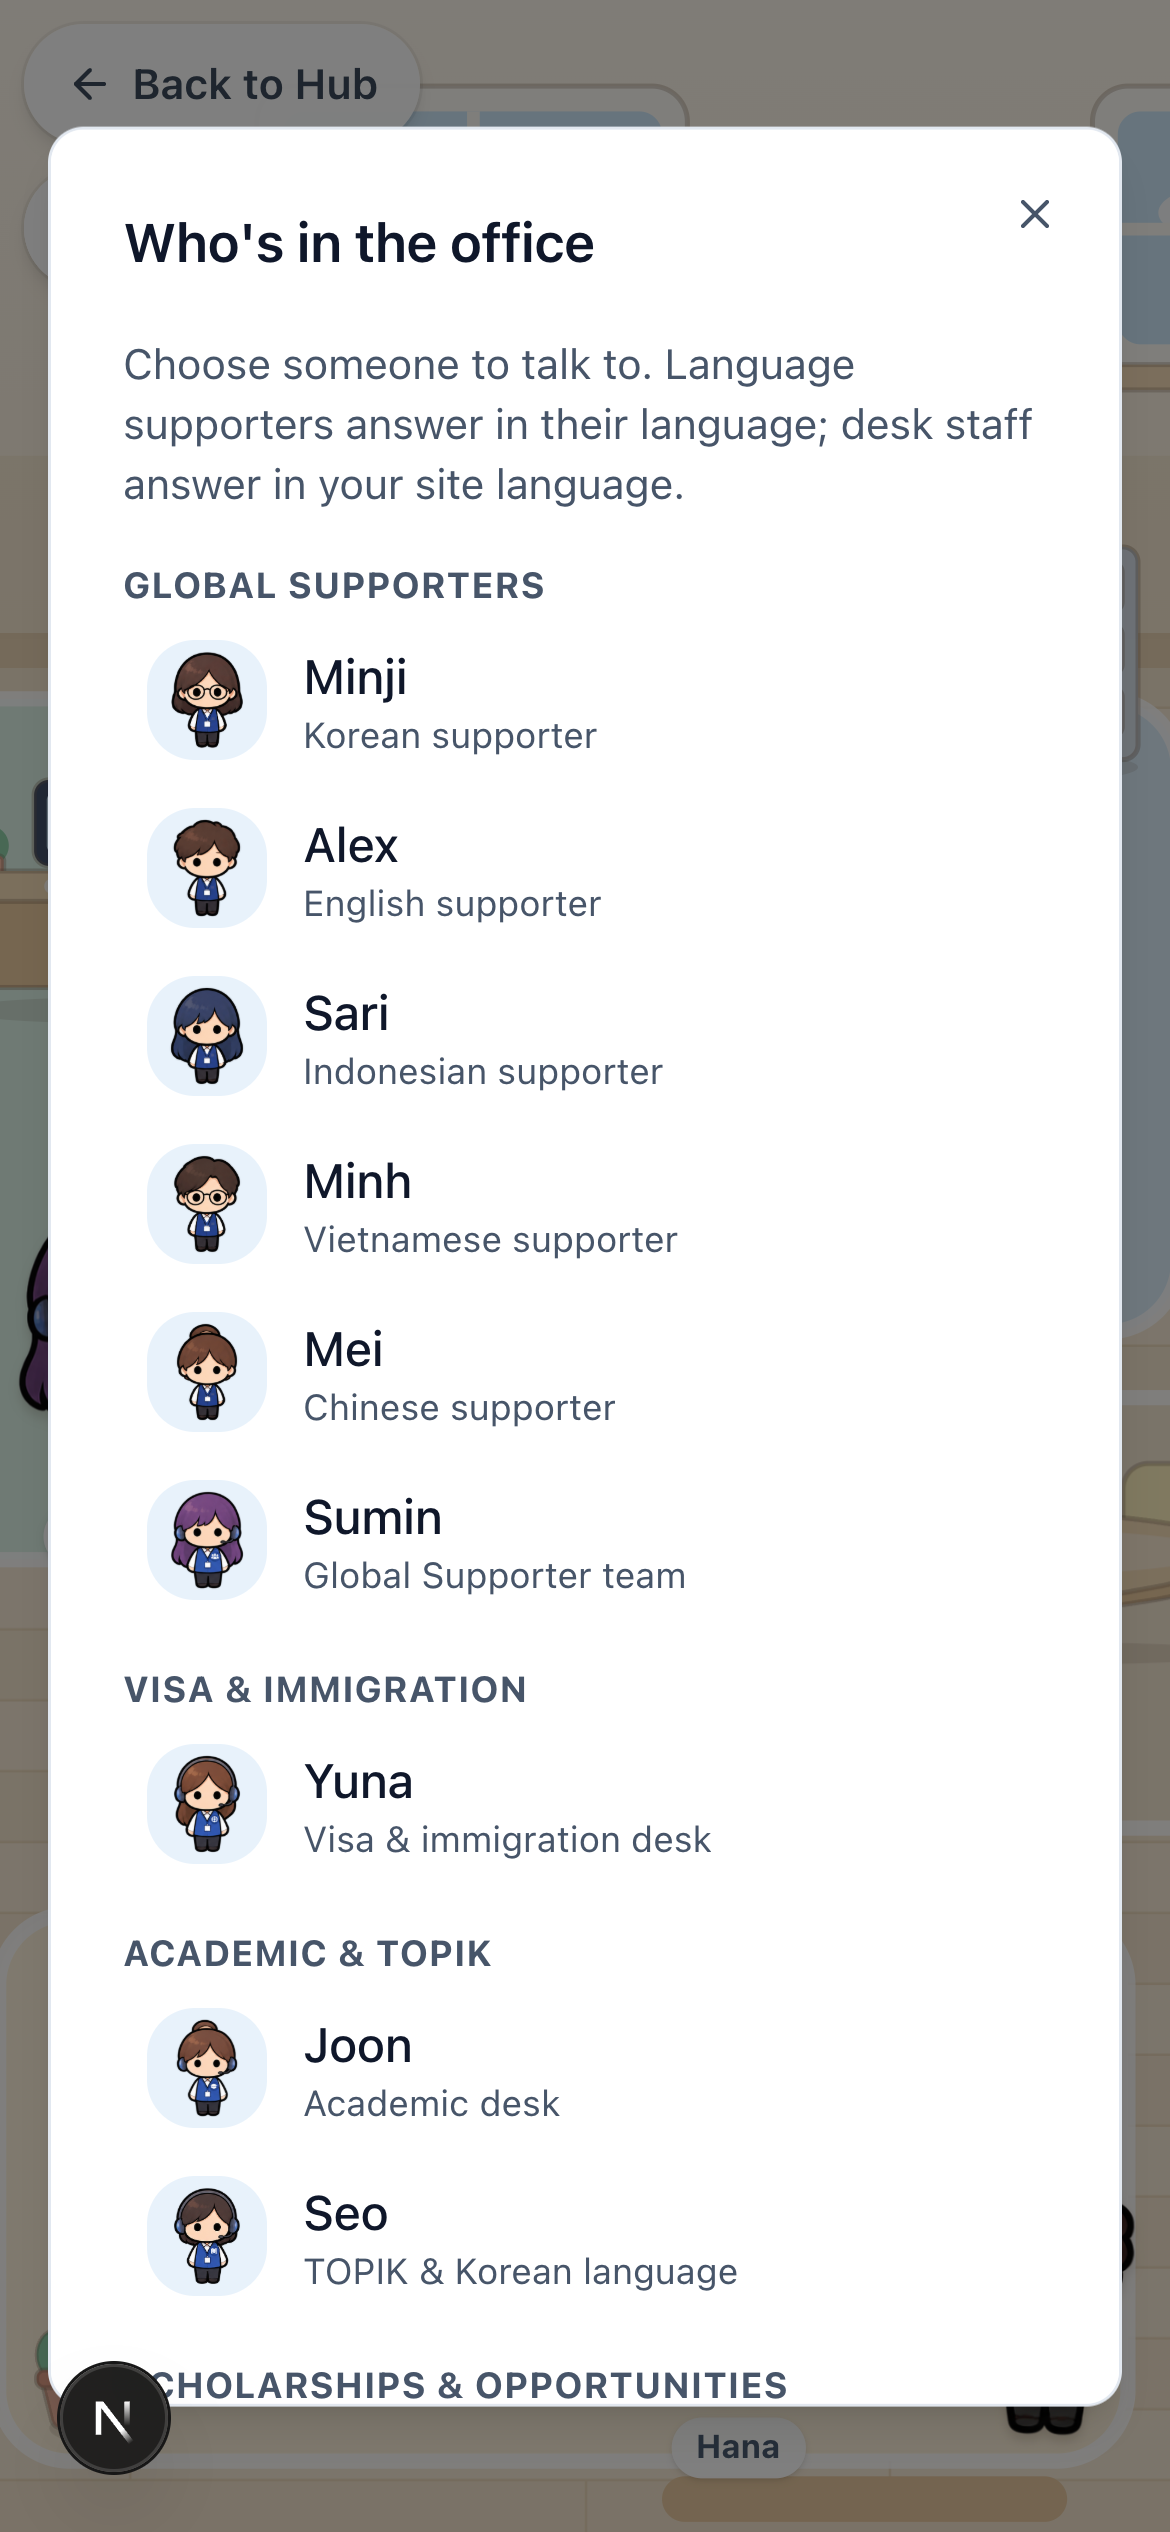 Back to Hub
Who's in the office
Choose someone to talk to. Language
supporters answer in their language; desk staff
answer in your site language.
GLOBAL SUPPORTERS
Minji
Korean supporter
Alex
English supporter
Sari
Indonesian supporter
Minh
Vietnamese supporter
Mei
Chinese supporter
Sumin
Global Supporter team
VISA & IMMIGRATION
Yuna
Visa & immigration desk
ACADEMIC & TOPIK
Joon
Academic desk
Seo
TOPIK & Korean language
CHOLARSHIPS & OPPORTUNITIES
N
Hana